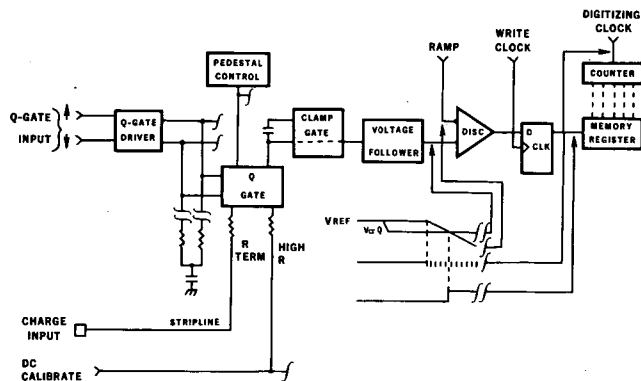 DIGITIZING
CLOCK
RAMP
WRITE
CLOCK
PEDESTAL
CONTROL
COUNTER
Q-GATE
INPUT
Q-GATE
DRIVER
CLAMP
GATE
VOLTAGE
FOLLOWER
DISC
D
CLK
MEMORY
REGISTER
Q
GATE
R
TERM
HIGH
R
VREF
Vα Q
CHARGE
INPUT
STRIPLINE
DC
CALIBRATE